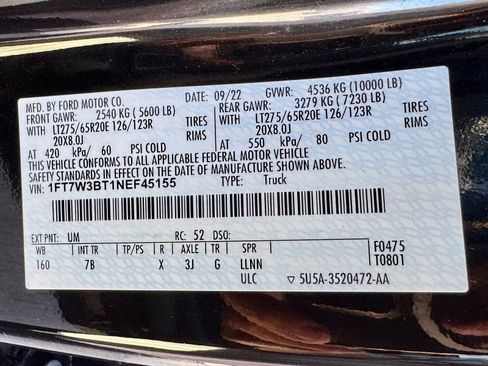 MFD. BY FORD MOTOR CO. 09/22 GVWR: 4536 KG (10000 LB)
FRONT GAWR: 2540 KG (5600 LB) REAR GAWR: 3279 KG (7230 LB)
WITH LT275/65R20E 126/123R TIRES WITH LT275/65R20E 126/123R TIRES
20X8.0J RIMS 20X8.0J RIMS
AT 420 kPa/ 60 PSI COLD AT 550 kPa/ 80 PSI COLD
THIS VEHICLE CONFORMS TO ALL APPLICABLE FEDERAL MOTOR VEHICLE
SAFETY STANDARDS IN EFFECT ON THE DATE OF MANUFACTURE SHOWN ABOVE.
VIN: 1FT7W3BT1NEF45155 TYPE: Truck
EXT PNT: UM RC: 52 DSO:
WB INT TR TP/PS R AXLE TR SPR F0475
160 7B X 3J G LLNN T0801
ULC 5U5A-3520472-AA